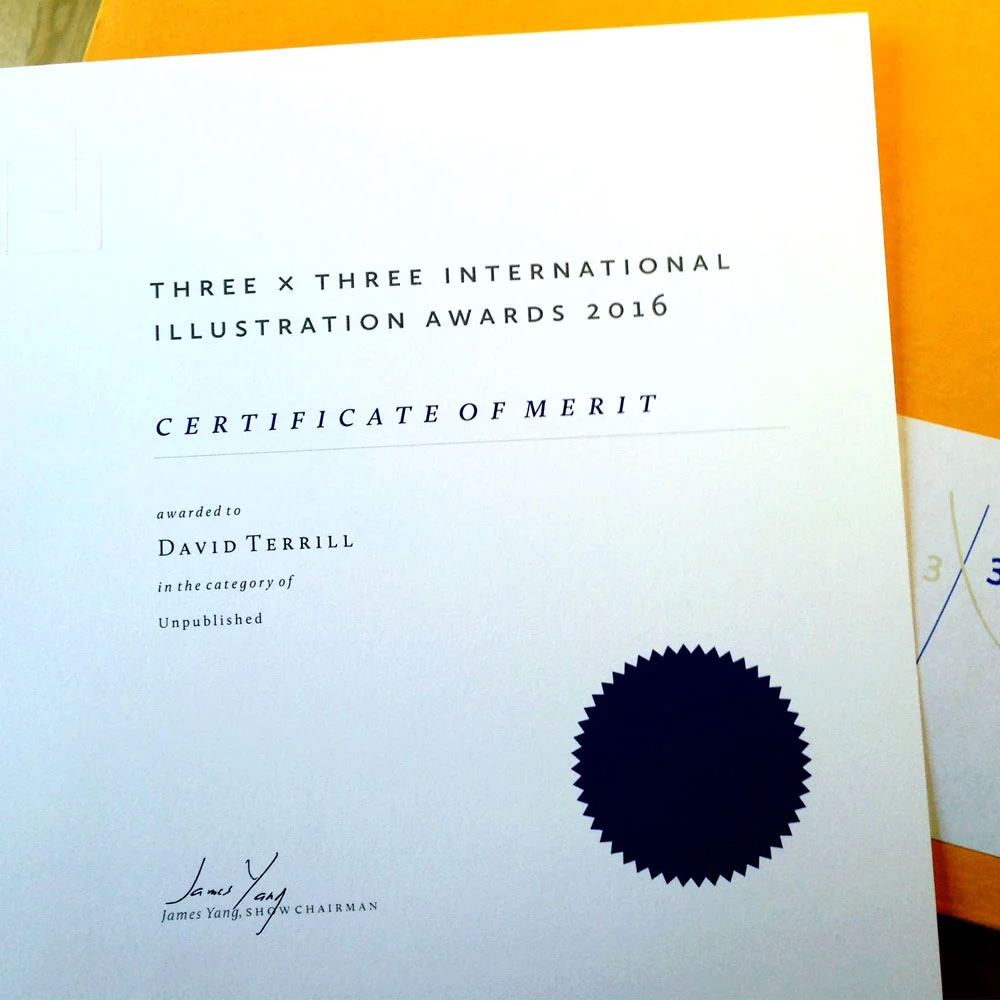 THREE × THREE INTERNATIONAL
ILLUSTRATION AWARDS 2016
CERTIFICATE OF MERIT
awarded to
DAVID TERRILL
in the category of
Unpublished
James Yang
James Yang, SHOW CHAIRMAN
3 3